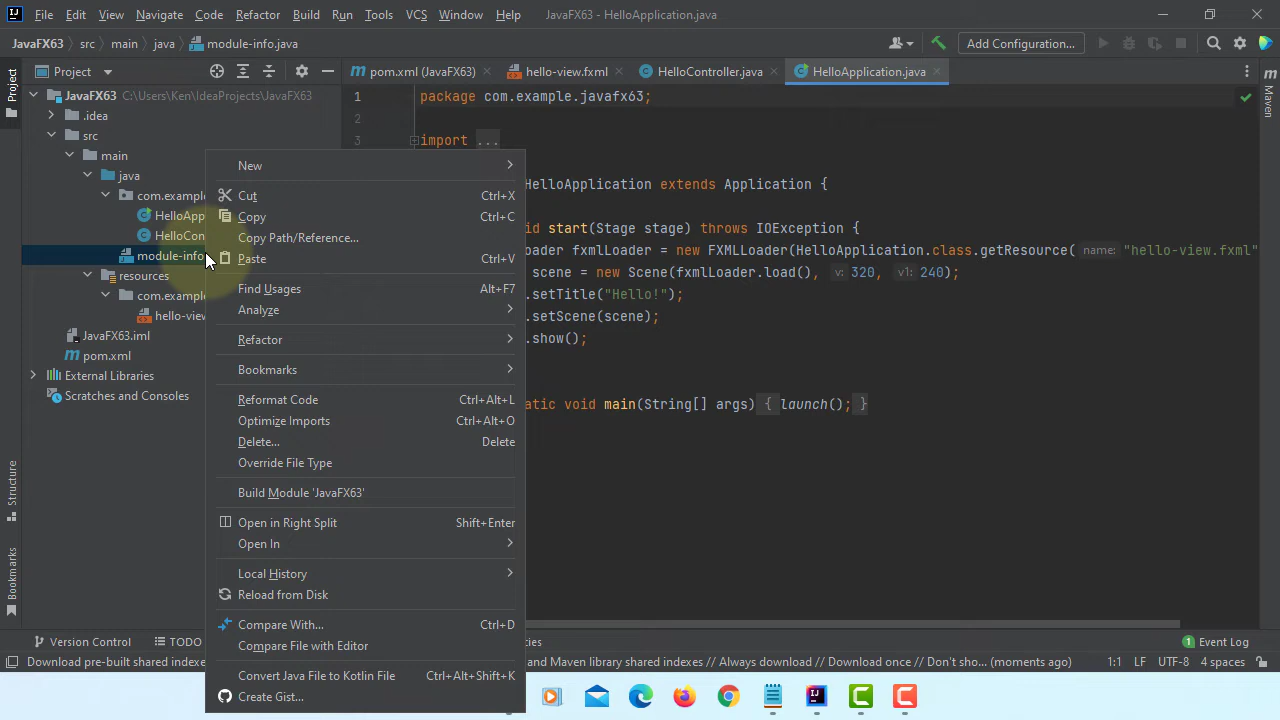 File Edit View Navigate Code Refactor Build Run Tools VCS Window Help JavaFX63 - HelloApplication.java
JavaFX63 src main java module-info.java Add Configuration...
Project pom.xml (JavaFX63) hello-view.fxml HelloController.java HelloApplication.java
Project
Structure
Bookmarks
Maven
JavaFX63 C:\Users\Ken\IdeaProjects\JavaFX63
.idea
src
main
java
com.example
HelloApp
HelloCon
module-info
resources
com.example
hello-view
JavaFX63.iml
pom.xml
External Libraries
Scratches and Consoles
1 package com.example.javafx63;
2
3 import ...
HelloApplication extends Application {
id start(Stage stage) throws IOException {
oader fxmlLoader = new FXMLLoader(HelloApplication.class.getResource( name: "hello-view.fxml"
scene = new Scene(fxmlLoader.load(), v: 320, v1: 240);
.setTitle("Hello!");
.setScene(scene);
.show();
atic void main(String[] args) { launch(); }
New
Cut Ctrl+X
Copy Ctrl+C
Copy Path/Reference...
Paste Ctrl+V
Find Usages Alt+F7
Analyze
Refactor
Bookmarks
Reformat Code Ctrl+Alt+L
Optimize Imports Ctrl+Alt+O
Delete... Delete
Override File Type
Build Module 'JavaFX63'
Open in Right Split Shift+Enter
Open In
Local History
Reload from Disk
Compare With... Ctrl+D
Compare File with Editor
Convert Java File to Kotlin File Ctrl+Alt+Shift+K
Create Gist...
Version Control TODO cies 1 Event Log
Download pre-built shared indexe and Maven library shared indexes // Always download // Download once // Don't sho... (moments ago) 1:1 LF UTF-8 4 spaces